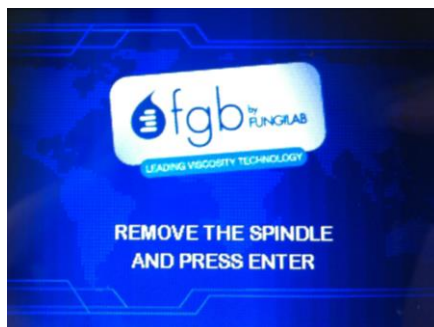 fgb by FUNGILAB
LEADING VISCOSITY TECHNOLOGY
REMOVE THE SPINDLE
AND PRESS ENTER